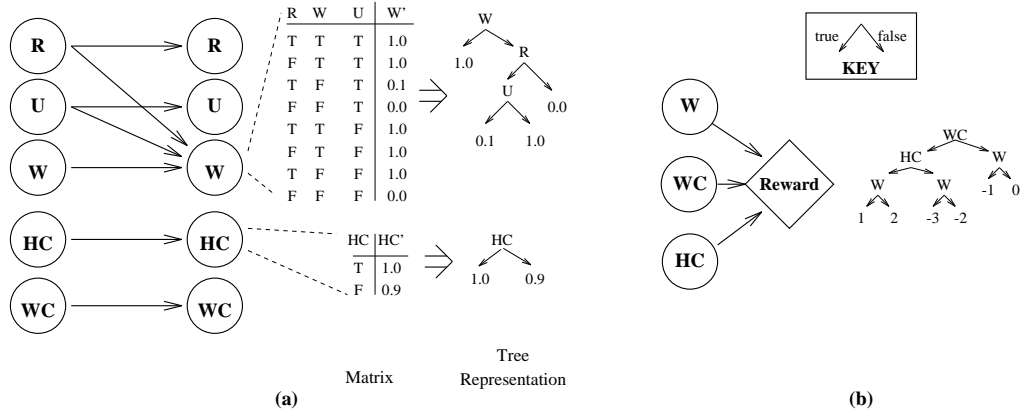 R
U
W
HC
WC
R
U
W
HC
WC
R W U W'
T T T 1.0
F T T 1.0
T F T 0.1
F F T 0.0
T T F 1.0
F T F 1.0
T F F 1.0
F F F 0.0
W
1.0 R
U 0.0
0.1 1.0
HC HC'
T 1.0
F 0.9
HC
1.0 0.9
Matrix
Tree
Representation
(a)
true false
KEY
W
WC
HC
Reward
WC
HC W
W W -1 0
1 2 -3 -2
(b)